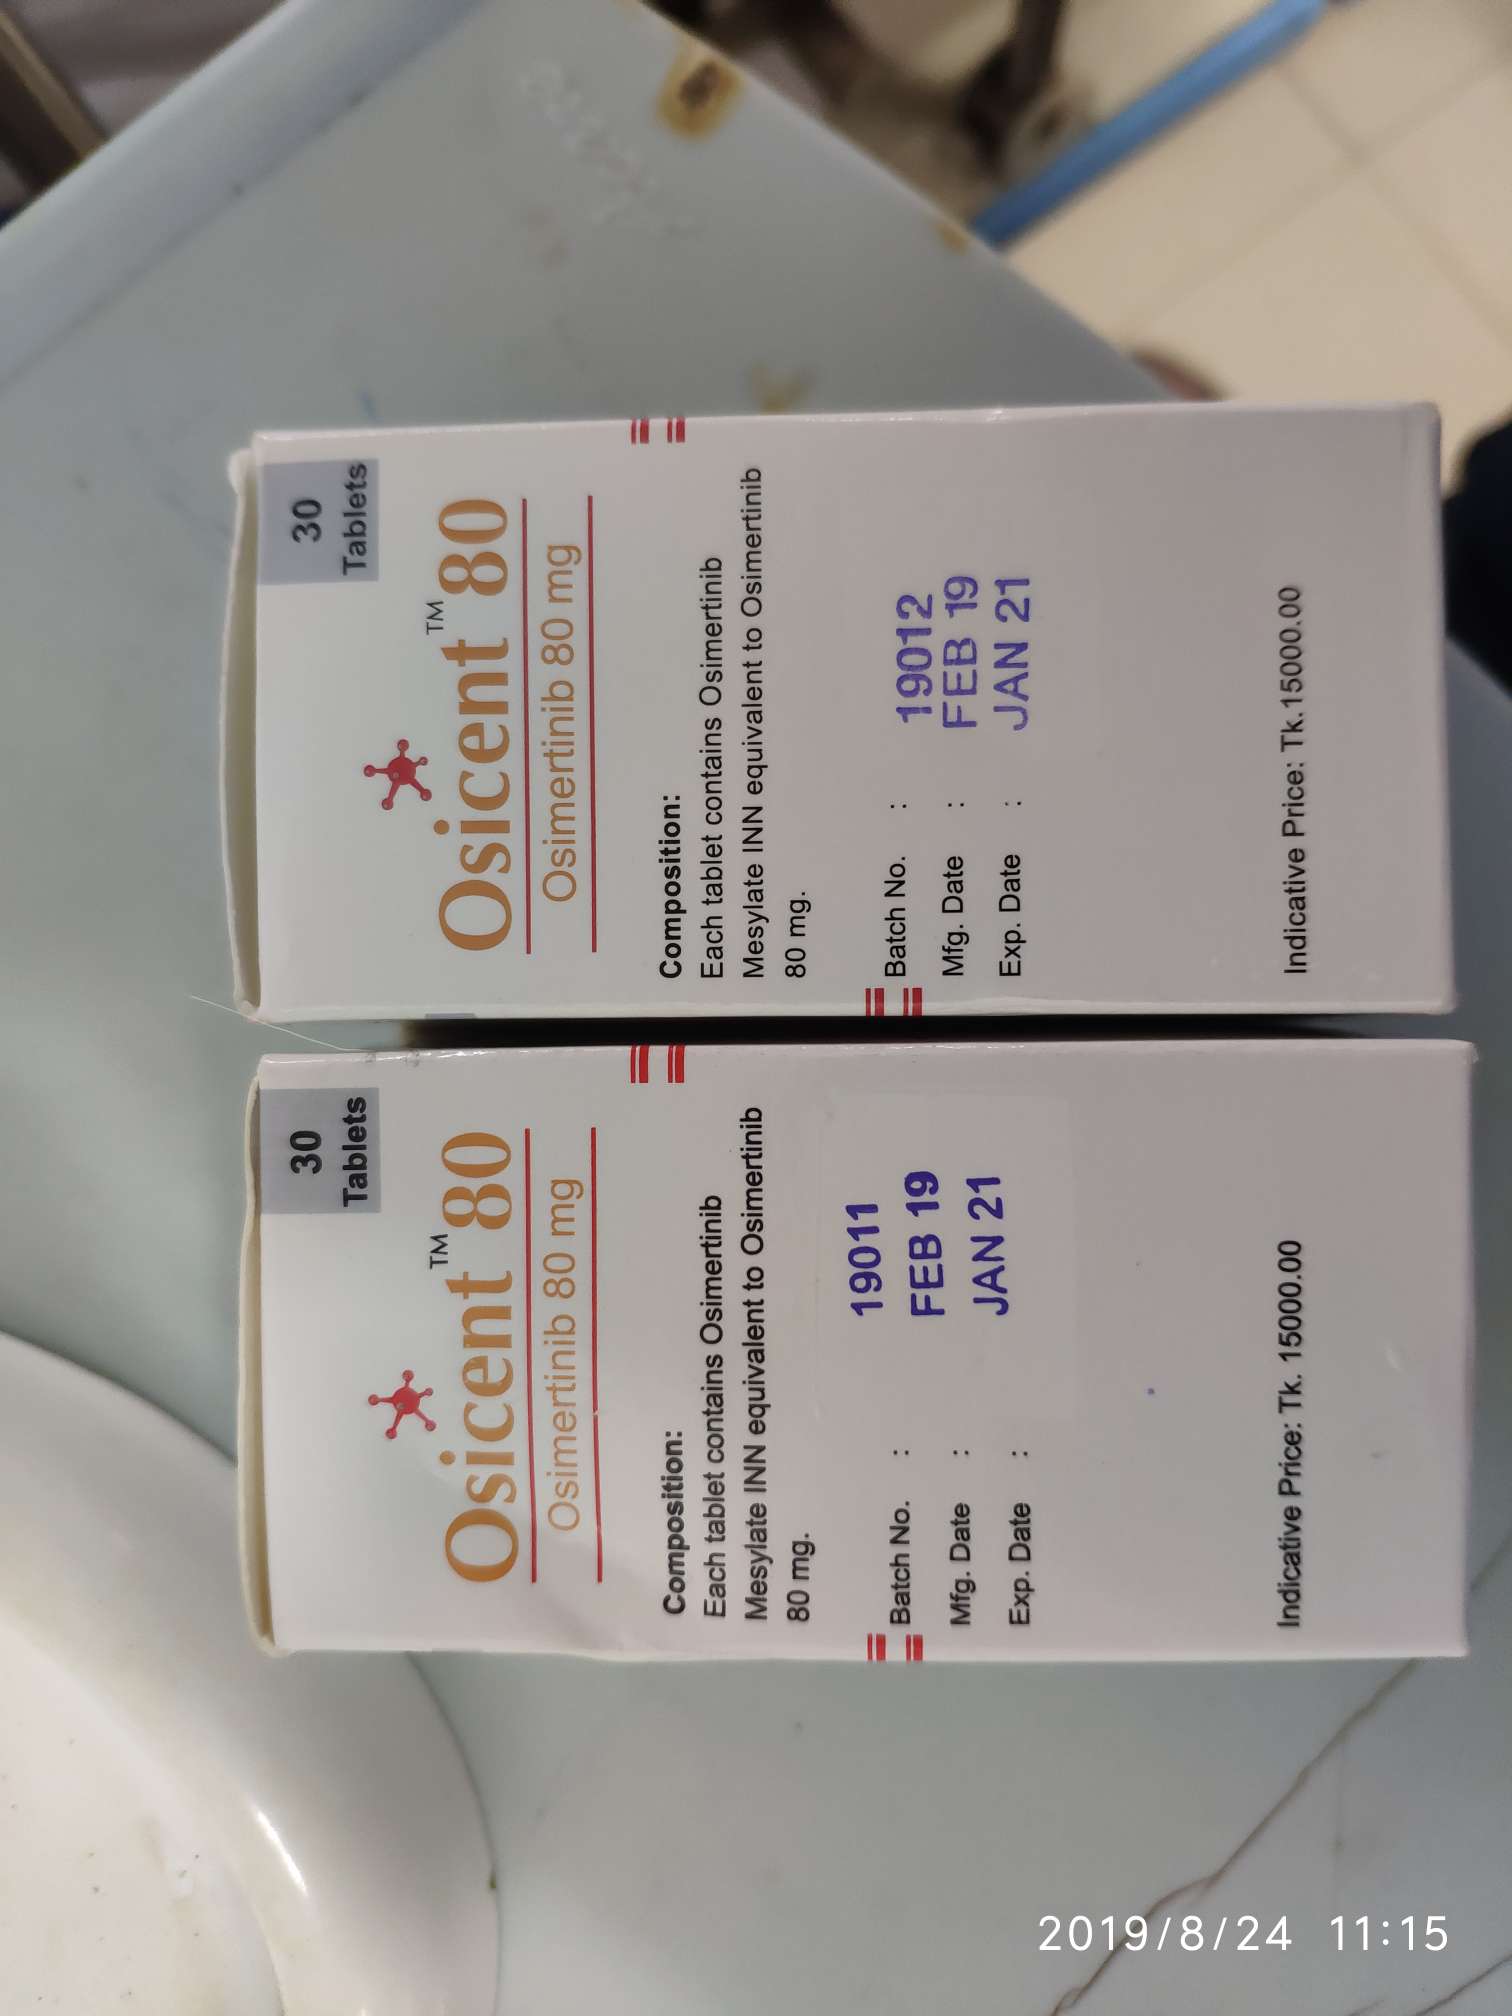 30
Tablets
Osicent™ 80
Osimertinib 80 mg
Composition:
Each tablet contains Osimertinib
Mesylate INN equivalent to Osimertinib
80 mg.
Batch No. : 19011
Mfg. Date : FEB 19
Exp. Date : JAN 21
Indicative Price: Tk. 15000.00
30
Tablets
Osicent™ 80
Osimertinib 80 mg
Composition:
Each tablet contains Osimertinib
Mesylate INN equivalent to Osimertinib
80 mg.
Batch No. : 19012
Mfg. Date : FEB 19
Exp. Date : JAN 21
Indicative Price: Tk.15000.00
2019/8/24 11:15